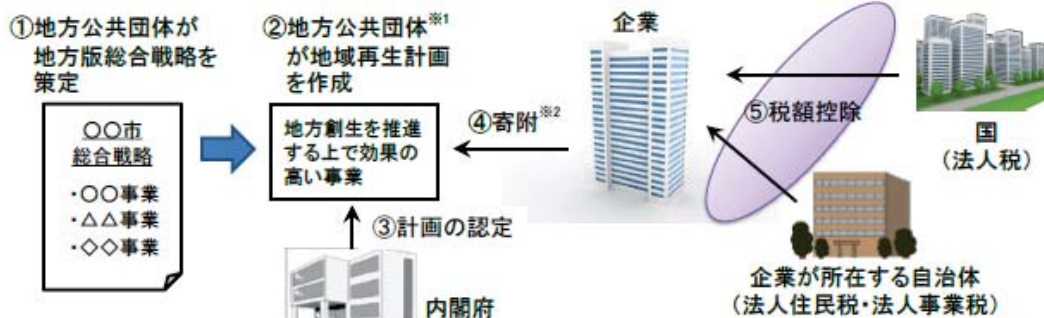 ①地方公共団体が
地方版総合戦略を
策定
〇〇市
総合戦略
・〇〇事業
・△△事業
・◇◇事業
②地方公共団体※1
が地域再生計画
を作成
地方創生を推進
する上で効果の
高い事業
③計画の認定
内閣府
④寄附※2
企業
⑤税額控除
国
（法人税）
企業が所在する自治体
（法人住民税・法人事業税）